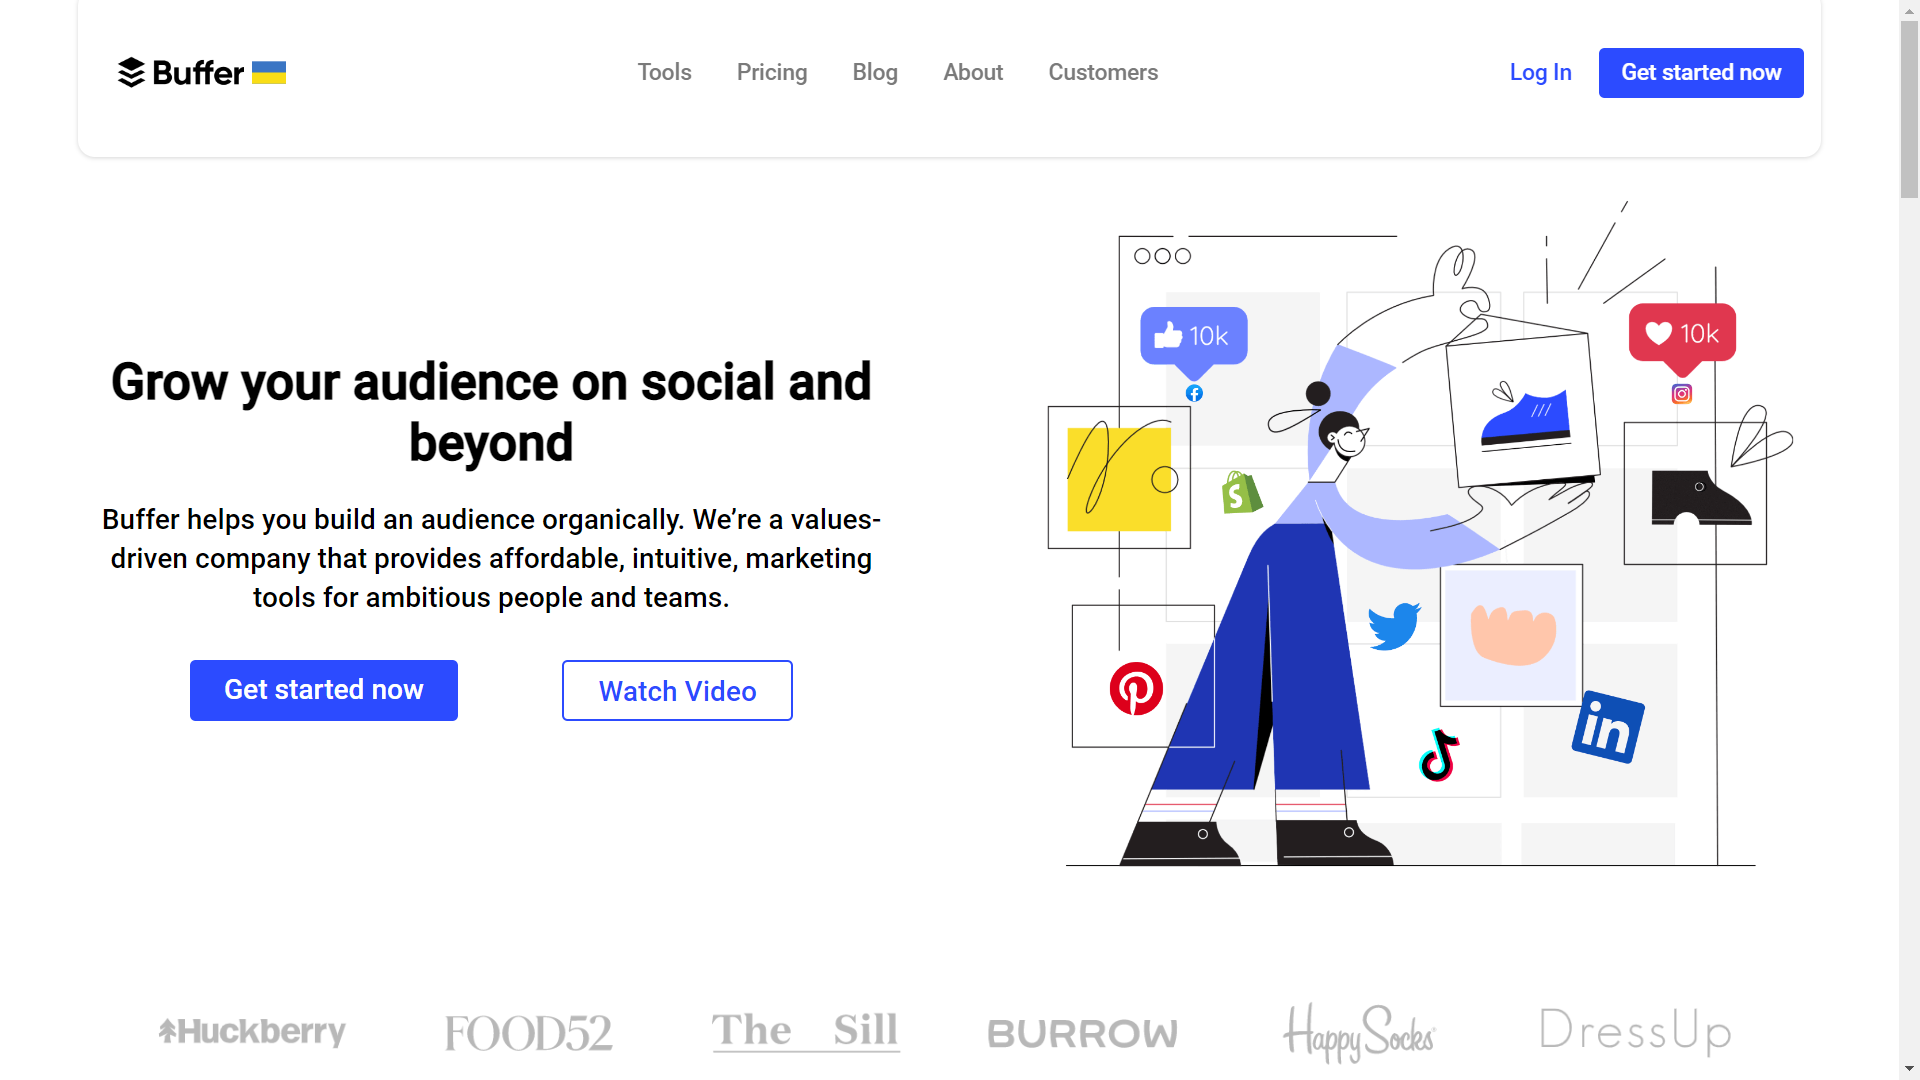 Buffer
Tools
Pricing
Blog
About
Customers
Log In
Get started now
Grow your audience on social and
beyond
Buffer helps you build an audience organically. We’re a values-
driven company that provides affordable, intuitive, marketing
tools for ambitious people and teams.
Get started now
Watch Video
10k
10k
in
Huckberry
FOOD52
The Sill
BURROW
Happy Socks
DressUp